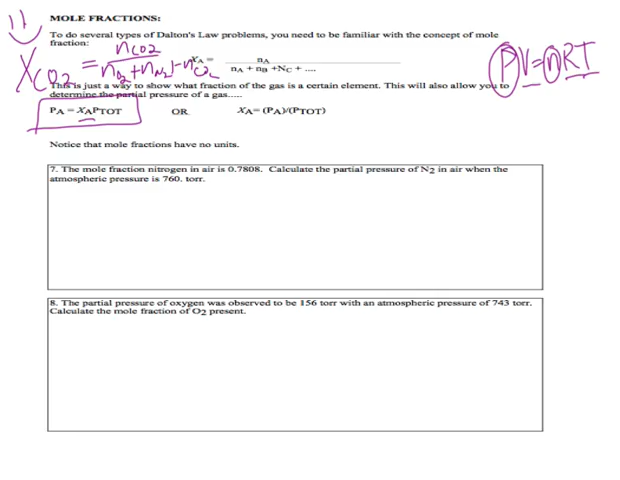 MOLE FRACTIONS:
To do several types of Dalton's Law problems, you need to be familiar with the concept of mole
fraction:
XCO2 = nCO2
nO2 + nN2 + nCO2
XA = nA
nA + nB +NC + ....
PV=nRT
This is just a way to show what fraction of the gas is a certain element. This will also allow you to
determine the partial pressure of a gas.....
PA = XAPTOT OR XA= (PA)/(PTOT)
Notice that mole fractions have no units.
7. The mole fraction nitrogen in air is 0.7808. Calculate the partial pressure of N2 in air when the
atmospheric pressure is 760. torr.
8. The partial pressure of oxygen was observed to be 156 torr with an atmospheric pressure of 743 torr.
Calculate the mole fraction of O2 present.